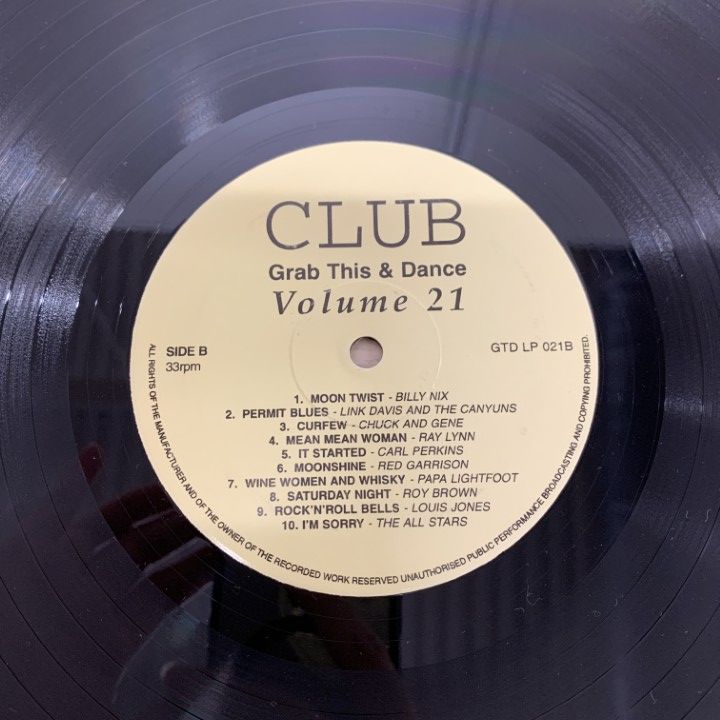 CLUB
Grab This & Dance
Volume 21
SIDE B
33rpm
GTD LP 021B
1. MOON TWIST - BILLY NIX
2. PERMIT BLUES - LINK DAVIS AND THE CANYUNS
3. CURFEW - CHUCK AND GENE
4. MEAN MEAN WOMAN - RAY LYNN
5. IT STARTED - CARL PERKINS
6. MOONSHINE - RED GARRISON
7. WINE WOMEN AND WHISKY - PAPA LIGHTFOOT
8. SATURDAY NIGHT - ROY BROWN
9. ROCK'N'ROLL BELLS - LOUIS JONES
10. I'M SORRY - THE ALL STARS
ALL RIGHTS OF THE MANUFACTURER AND OF THE OWNER OF THE RECORDED WORK RESERVED UNAUTHORISED PUBLIC PERFORMANCE BROADCASTING AND COPYING PROHIBITED.